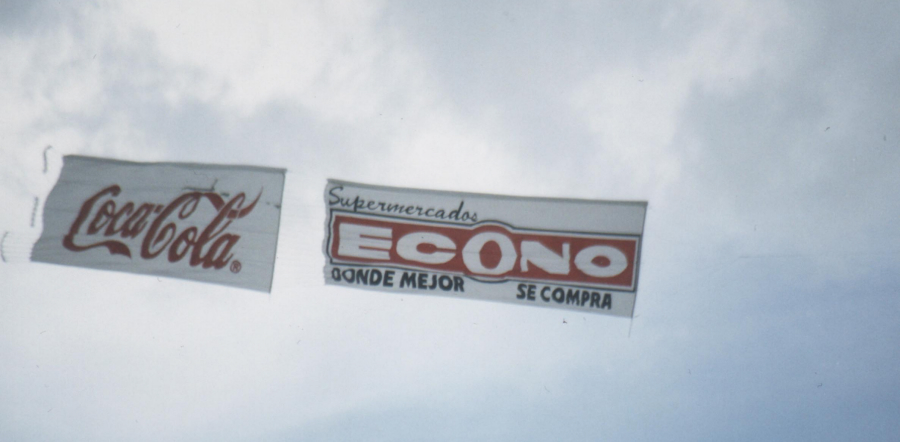 Coca-Cola®
Supermercados
ECONO
DONDE MEJOR SE COMPRA